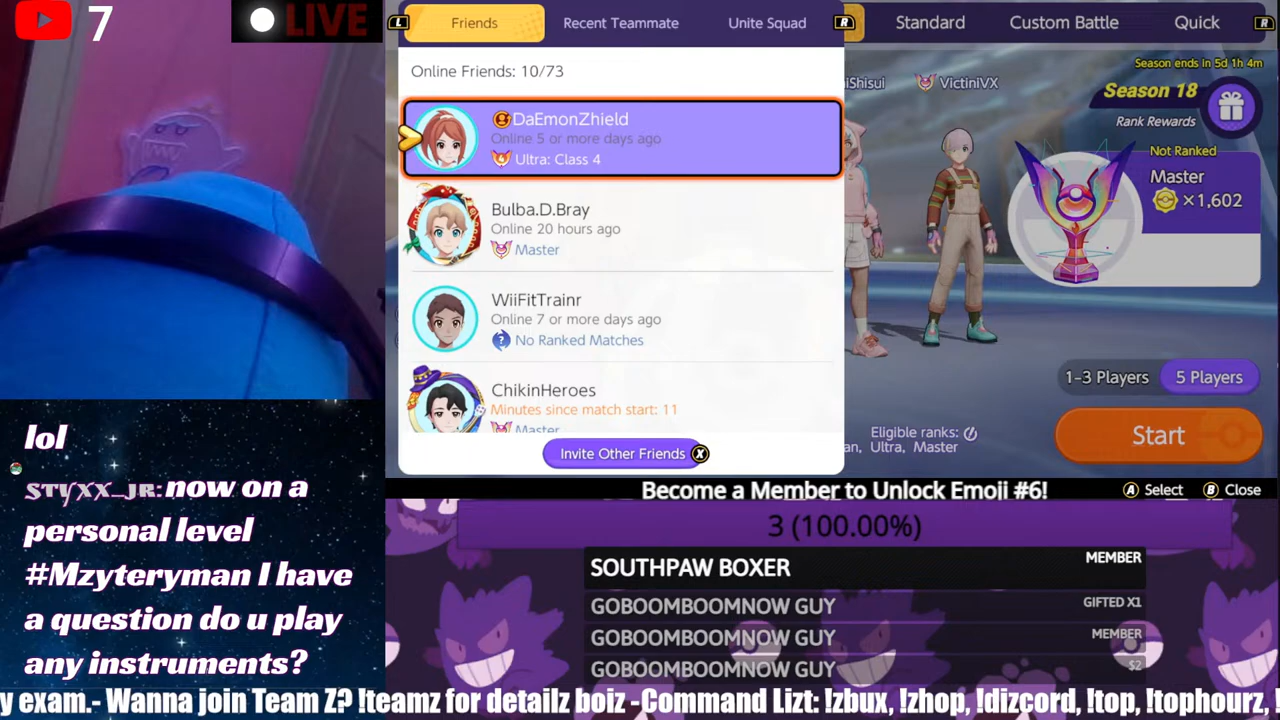 7
LIVE
L
Friends
Recent Teammate
Unite Squad
R
Standard
Custom Battle
Quick
R
Online Friends: 10/73
DaEmonZhield
Online 5 or more days ago
Ultra: Class 4
Bulba.D.Bray
Online 20 hours ago
Master
WiiFitTrainr
Online 7 or more days ago
No Ranked Matches
ChikinHeroes
Minutes since match start: 11
Master
Invite Other Friends X
iShisui
VictiniVX
Season ends in 5d 1h 4m
Season 18
Rank Rewards
Not Ranked
Master
×1,602
1-3 Players
5 Players
Eligible ranks:
an, Ultra, Master
Start
A Select
B Close
Become a Member to Unlock Emoji #6!
3 (100.00%)
SOUTHPAW BOXER MEMBER
GOBOOMBOOMNOW GUY GIFTED X1
GOBOOMBOOMNOW GUY MEMBER
GOBOOMBOOMNOW GUY $2
lol
STYXX_JR: now on a
personal level
#Mzyteryman I have
a question do u play
any instruments?
y exam.- Wanna join Team Z? !teamz for detailz boiz -Command Lizt: !zbux, !zhop, !dizcord, !top, !tophourz,